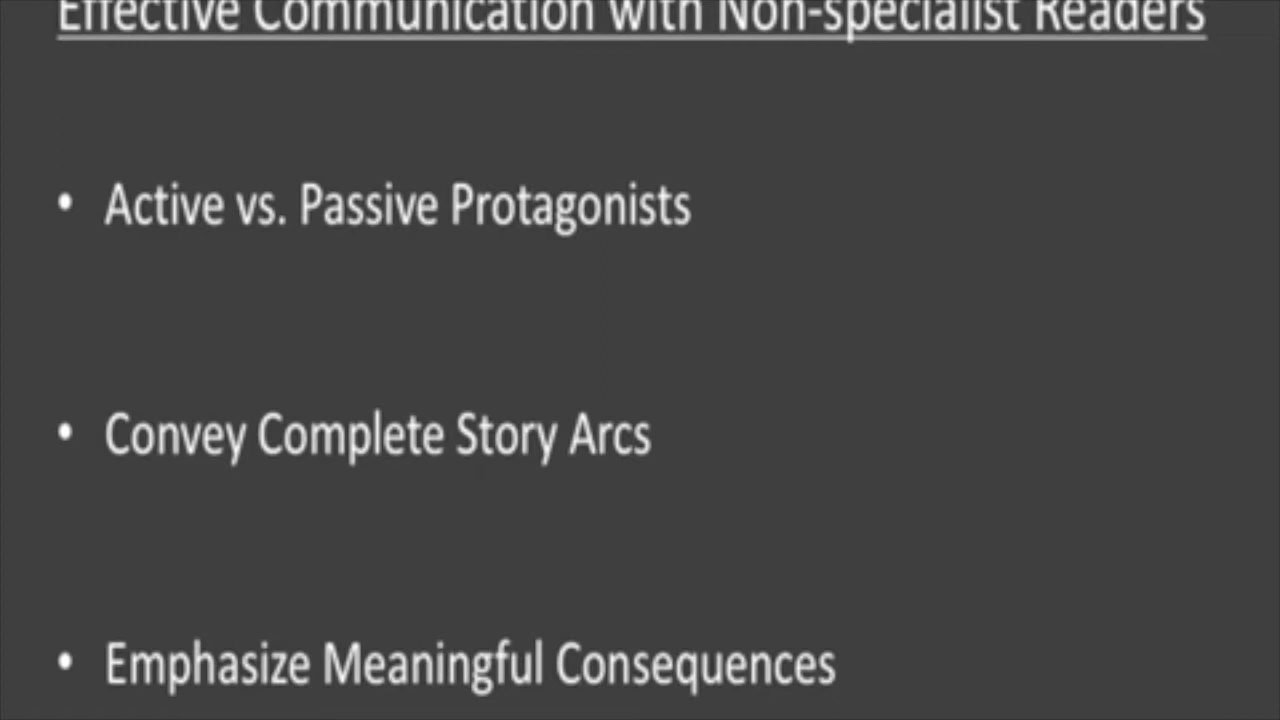 Effective Communication with Non-specialist Readers
• Active vs. Passive Protagonists
• Convey Complete Story Arcs
• Emphasize Meaningful Consequences